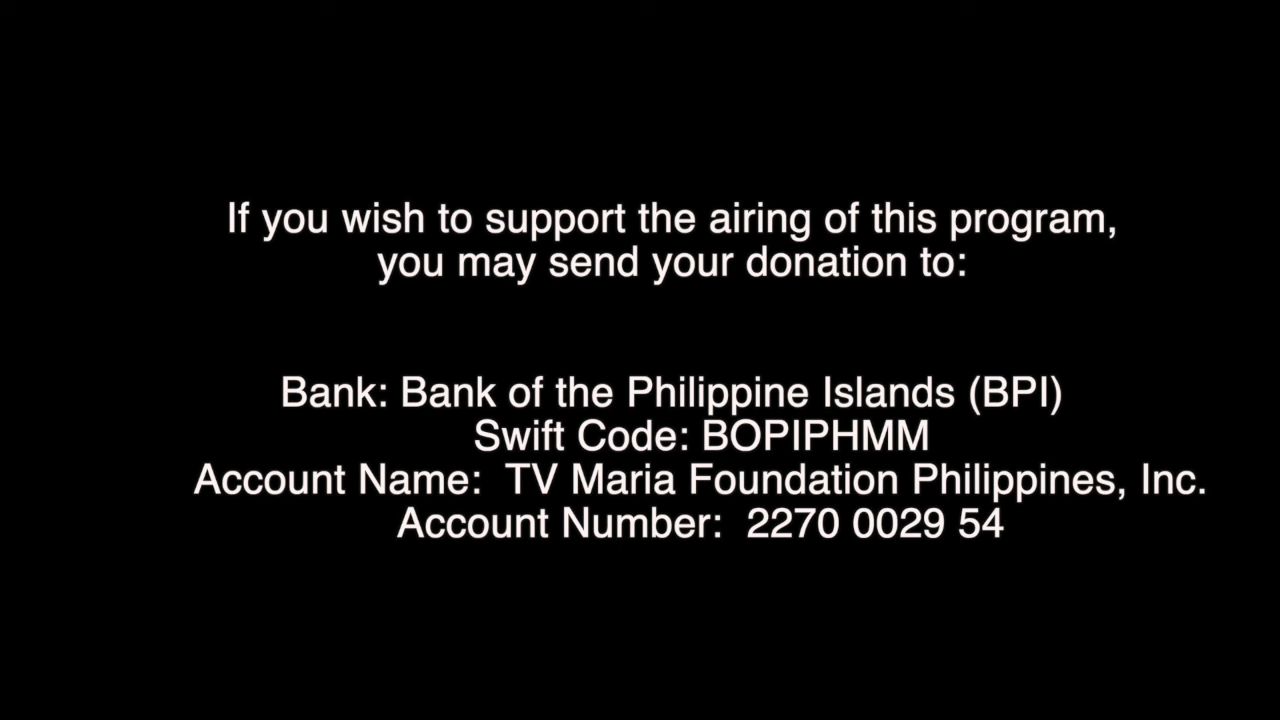 If you wish to support the airing of this program,
you may send your donation to:
Bank: Bank of the Philippine Islands (BPI)
Swift Code: BOPIPHMM
Account Name: TV Maria Foundation Philippines, Inc.
Account Number: 2270 0029 54